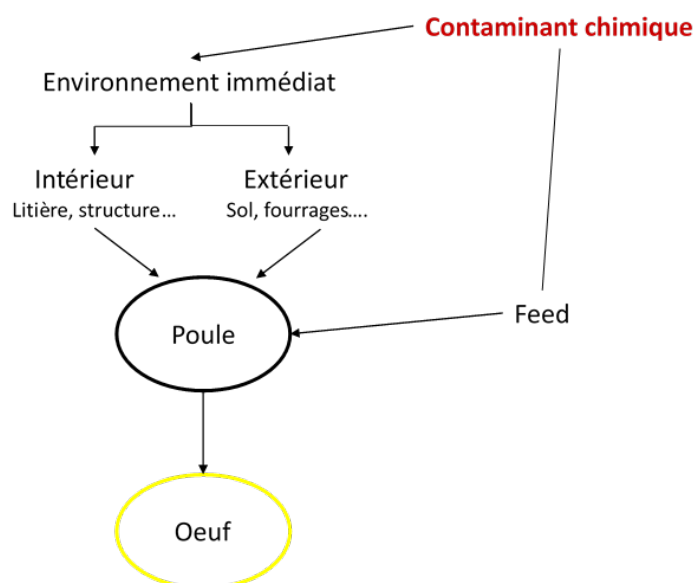 Contaminant chimique
Environnement immédiat
Intérieur
Extérieur
Litière, structure…
Sol, fourrages….
Poule
Feed
Oeuf